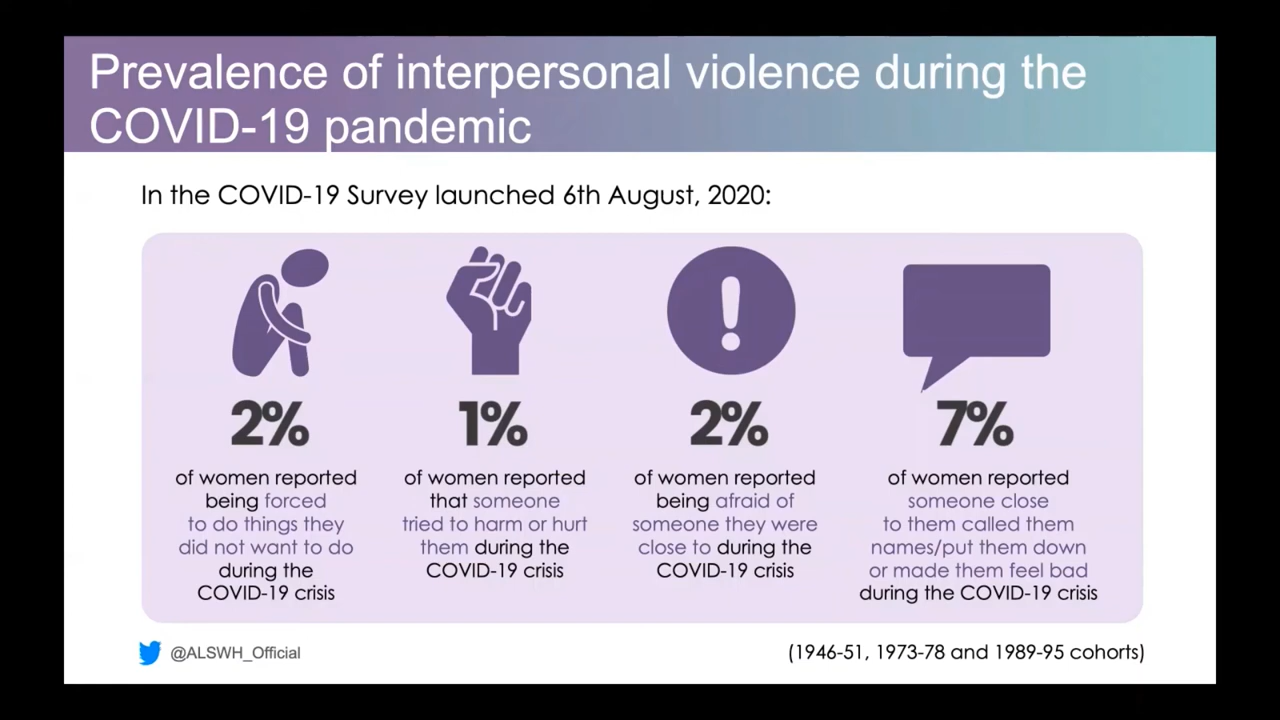 Prevalence of interpersonal violence during the
COVID-19 pandemic
In the COVID-19 Survey launched 6th August, 2020:
2%
of women reported
being forced
to do things they
did not want to do
during the
COVID-19 crisis
1%
of women reported
that someone
tried to harm or hurt
them during the
COVID-19 crisis
2%
of women reported
being afraid of
someone they were
close to during the
COVID-19 crisis
7%
of women reported
someone close
to them called them
names/put them down
or made them feel bad
during the COVID-19 crisis
@ALSWH_Official
(1946-51, 1973-78 and 1989-95 cohorts)